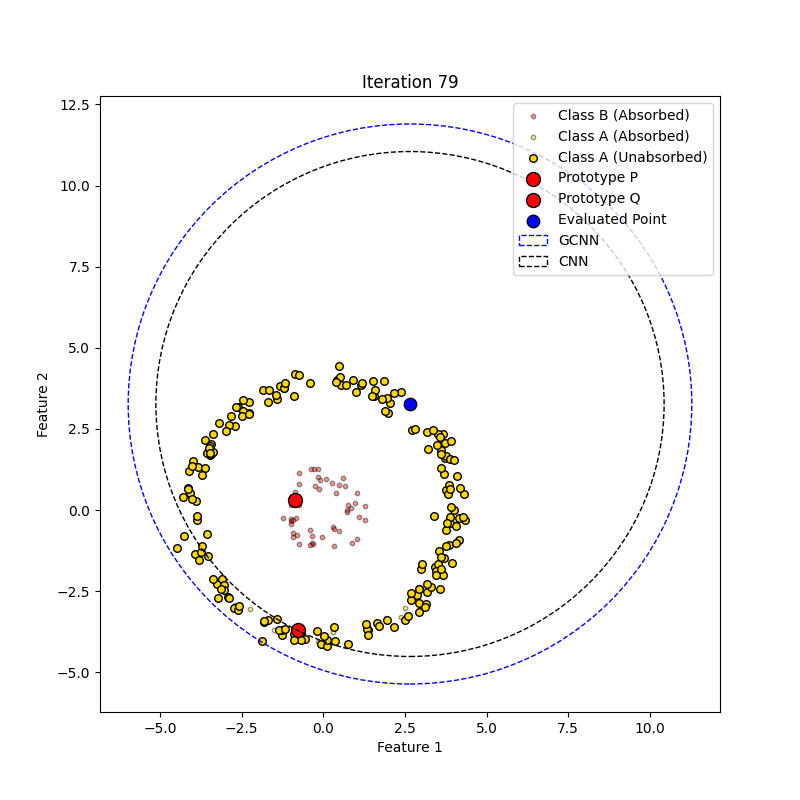 Iteration 79
12.5
10.0
7.5
5.0
2.5
0.0
−2.5
−5.0
Feature 2
Class B (Absorbed)
Class A (Absorbed)
Class A (Unabsorbed)
Prototype P
Prototype Q
Evaluated Point
GCNN
CNN
−5.0 −2.5 0.0 2.5 5.0 7.5 10.0
Feature 1